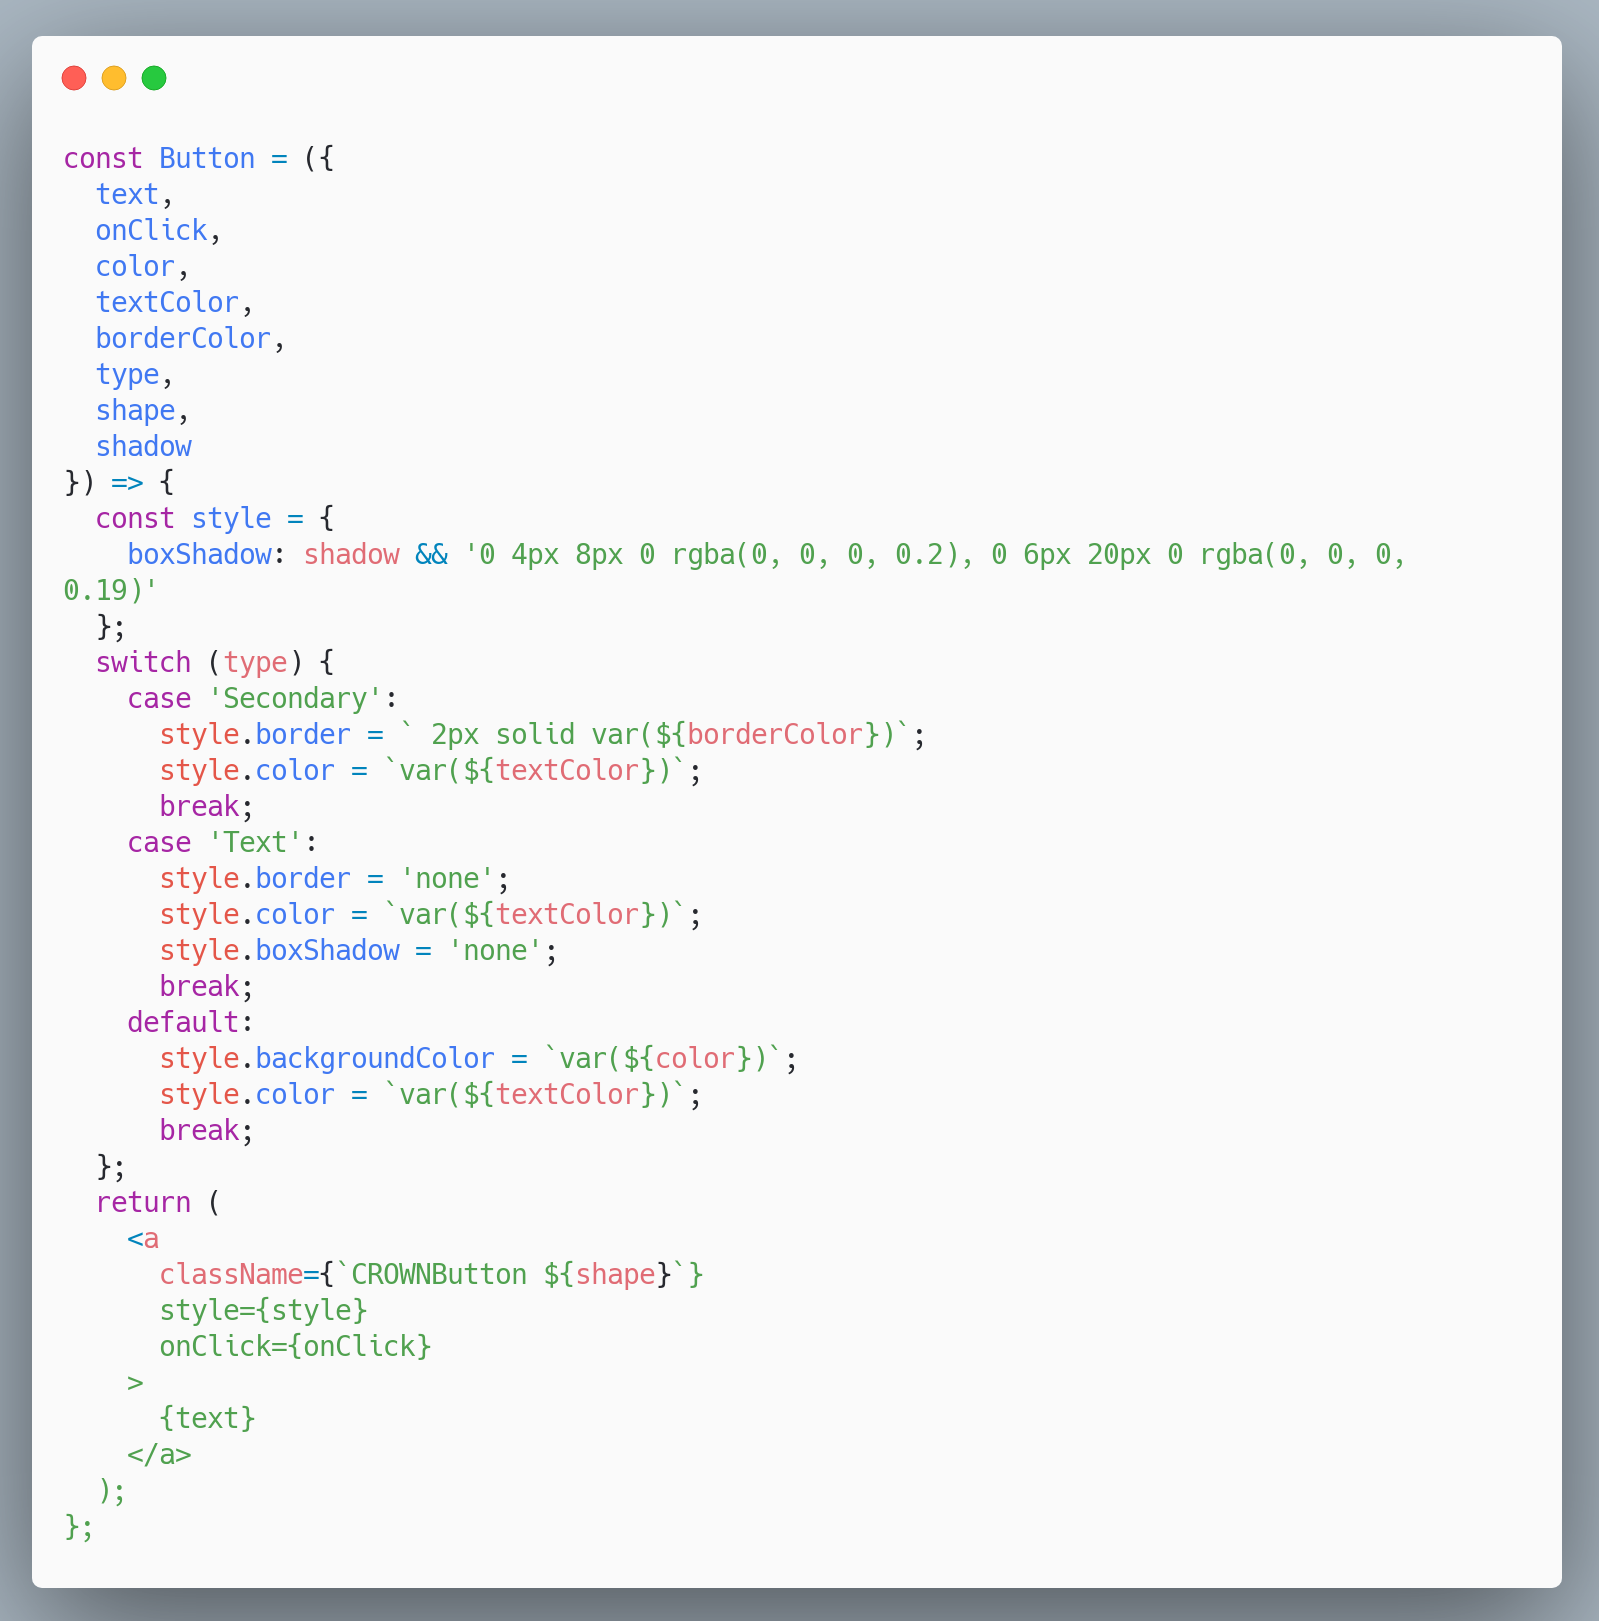 const Button = ({
  text,
  onClick,
  color,
  textColor,
  borderColor,
  type,
  shape,
  shadow
}) => {
  const style = {
    boxShadow: shadow && '0 4px 8px 0 rgba(0, 0, 0, 0.2), 0 6px 20px 0 rgba(0, 0, 0,
0.19)'
  };
  switch (type) {
    case 'Secondary':
      style.border = ` 2px solid var(${borderColor})`;
      style.color = `var(${textColor})`;
      break;
    case 'Text':
      style.border = 'none';
      style.color = `var(${textColor})`;
      style.boxShadow = 'none';
      break;
    default:
      style.backgroundColor = `var(${color})`;
      style.color = `var(${textColor})`;
      break;
  };
  return (
    <a
      className={`CROWNButton ${shape}`}
      style={style}
      onClick={onClick}
    >
      {text}
    </a>
  );
};